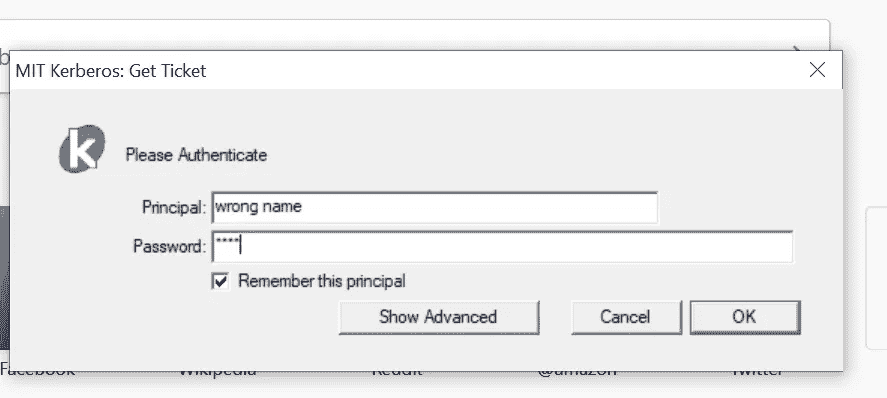 MIT Kerberos: Get Ticket
k
Please Authenticate
Principal: wrong name
Password: ****
Remember this principal
Show Advanced Cancel OK
Facebook Wikipedia Reddit @amazon Twitter